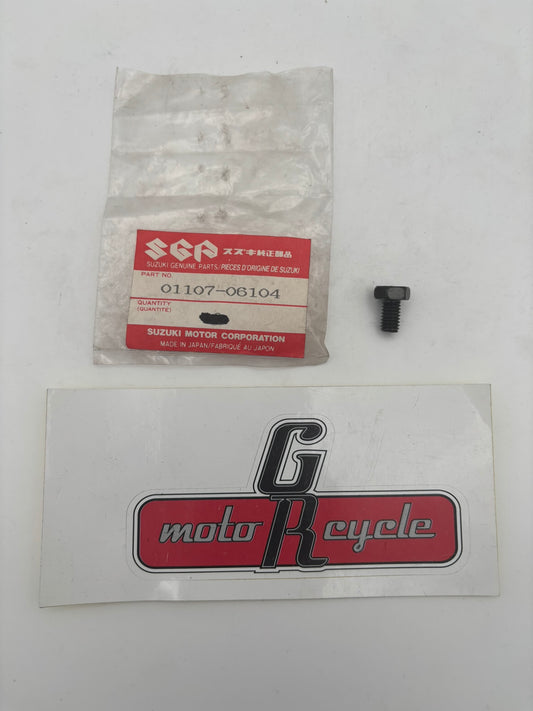 SGP スズキ純正部品
SUZUKI GENUINE PARTS/PIECES D'ORIGINE DE SUZUKI
PART NO.
01107-06104
QUANTITY
(QUANTITE)
SUZUKI MOTOR CORPORATION
MADE IN JAPAN/FABRIQUÉ AU JAPON
G
moto R cycle